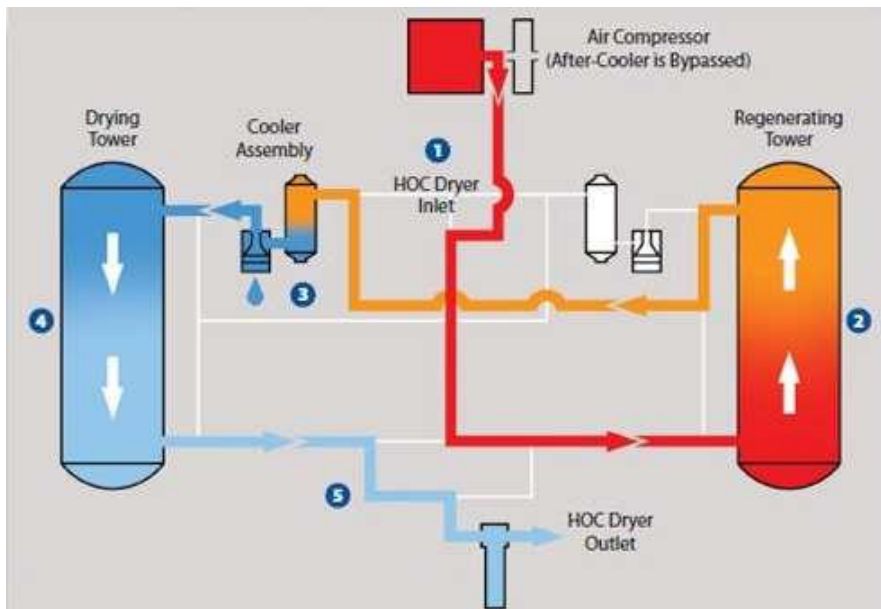 Air Compressor
(After-Cooler is Bypassed)
Drying
Tower
Cooler
Assembly
1
HOC Dryer
Inlet
Regenerating
Tower
3
4
2
5
HOC Dryer
Outlet